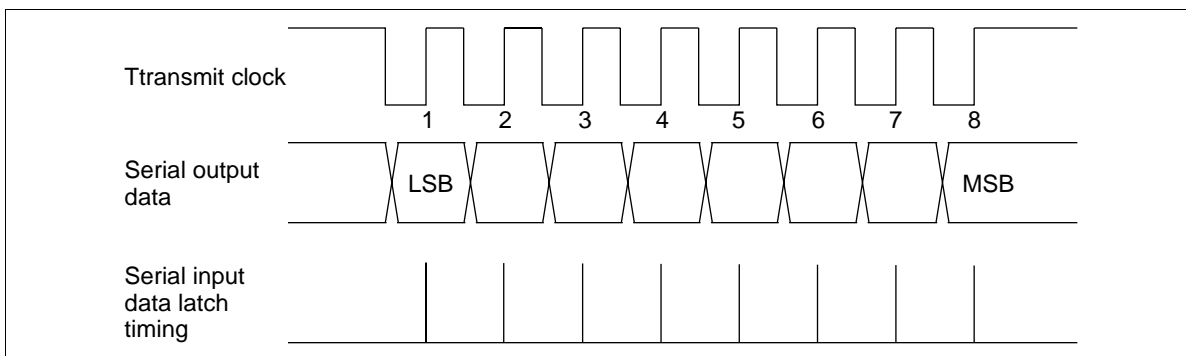 Ttransmit clock
1 2 3 4 5 6 7 8
Serial output
data
LSB MSB
Serial input
data latch
timing